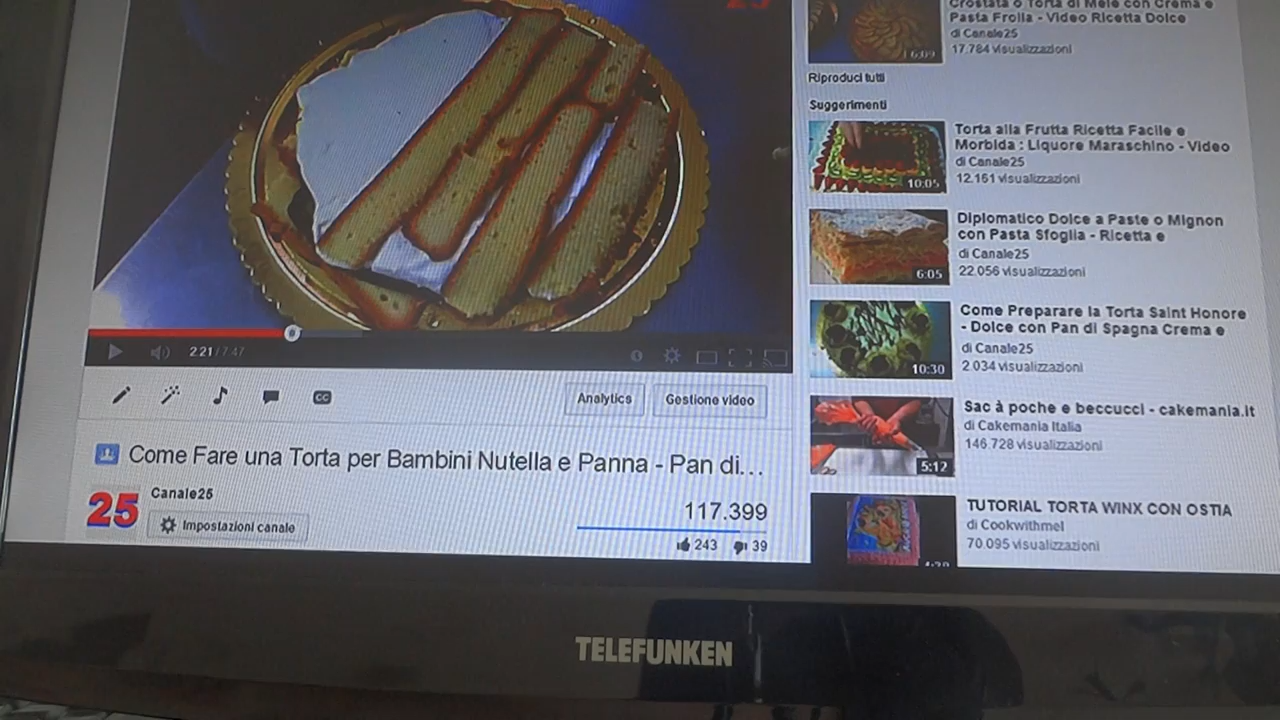 25
2:21 / 7:47
Analytics
Gestione video
Come Fare una Torta per Bambini Nutella e Panna - Pan di...
25
Canale25
Impostazioni canale
117.399
243
39
Crostata o Torta di Mele con Crema e
Pasta Frolla - Video Ricetta Dolce
di Canale25
17.784 visualizzazioni
16:09
Riproduci tutti
Suggerimenti
Torta alla Frutta Ricetta Facile e
Morbida : Liquore Maraschino - Video
di Canale25
12.161 visualizzazioni
10:05
Diplomatico Dolce a Paste o Mignon
con Pasta Sfoglia - Ricetta e
di Canale25
22.056 visualizzazioni
6:05
Come Preparare la Torta Saint Honore
- Dolce con Pan di Spagna Crema e
di Canale25
2.034 visualizzazioni
10:30
Sac à poche e beccucci - cakemania.it
di Cakemania Italia
146.728 visualizzazioni
5:12
TUTORIAL TORTA WINX CON OSTIA
di Cookwithmel
70.095 visualizzazioni
CC
TELEFUNKEN